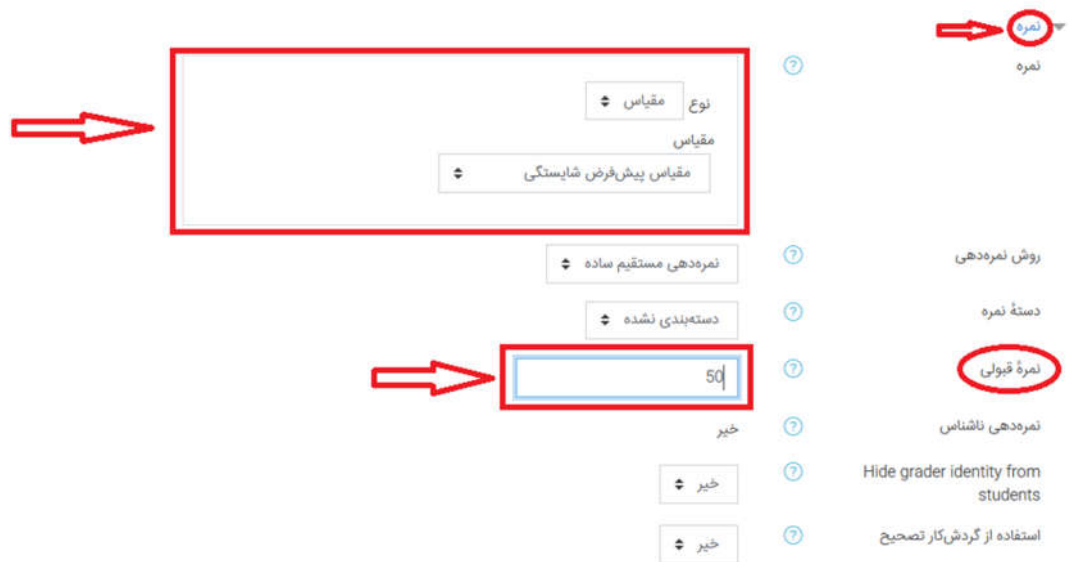 نمره
نمره
نوع مقیاس
مقیاس
مقیاس پیش‌فرض شایستگی
روش نمره‌دهی
نمره‌دهی مستقیم ساده
دستهٔ نمره
دسته‌بندی نشده
نمرهٔ قبولی
50
نمره‌دهی ناشناس
خیر
Hide grader identity from
students
خیر
استفاده از گردش‌کار تصحیح
خیر